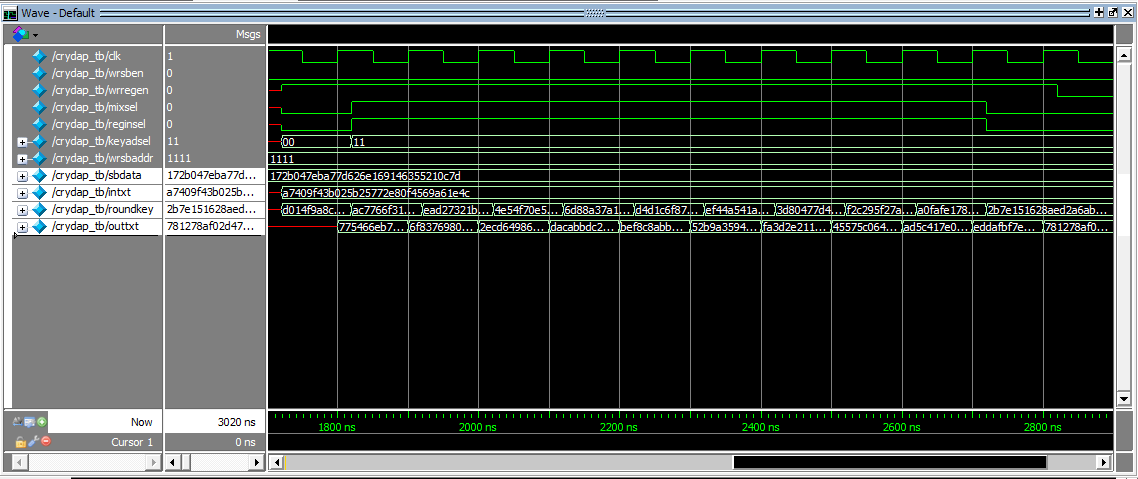 Wave - Default
Msgs
/crydap_tb/clk 1
/crydap_tb/wrsben 0
/crydap_tb/wrregen 0
/crydap_tb/mixsel 0
/crydap_tb/reginsel 0
/crydap_tb/keyadsel 11 00 11
/crydap_tb/wrsbaddr 1111 1111
/crydap_tb/sbdata 172b047eba77d... 172b047eba77d626e169146355210c7d
/crydap_tb/intxt a7409f43b025b... a7409f43b025b25772e80f4569a61e4c
/crydap_tb/roundkey 2b7e151628aed... d014f9a8c... ac7766f31... ead27321b... 4e54f70e5... 6d88a37a1... d4d1c6f87... ef44a541a... 3d80477d4... f2c295f27a... a0fafe178... 2b7e151628aed2a6ab...
/crydap_tb/outtxt 781278af02d47... 775466eb7... 6f8376980... 2ecd64986... dacabbdc2... bef8c8abb... 52b9a3594... fa3d2e211... 45575c064... ad5c417e0... eddafbf7e... 781278af0...
Now 3020 ns 1800 ns 2000 ns 2200 ns 2400 ns 2600 ns 2800 ns
Cursor 1 0 ns